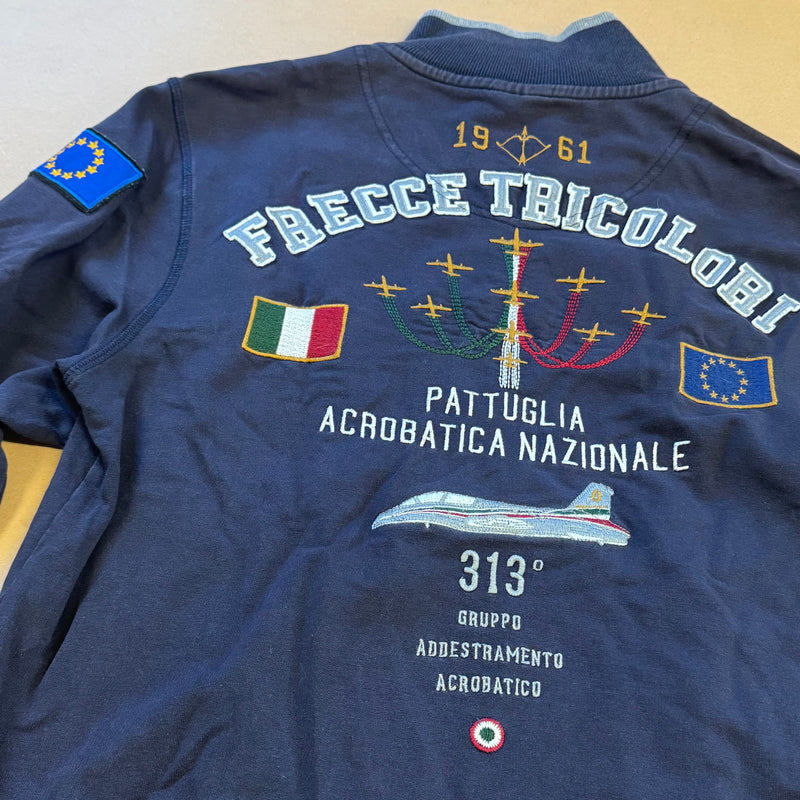 19 61
FRECCE TRICOLORI
PATTUGLIA
ACROBATICA NAZIONALE
313°
GRUPPO
ADDESTRAMENTO
ACROBATICO